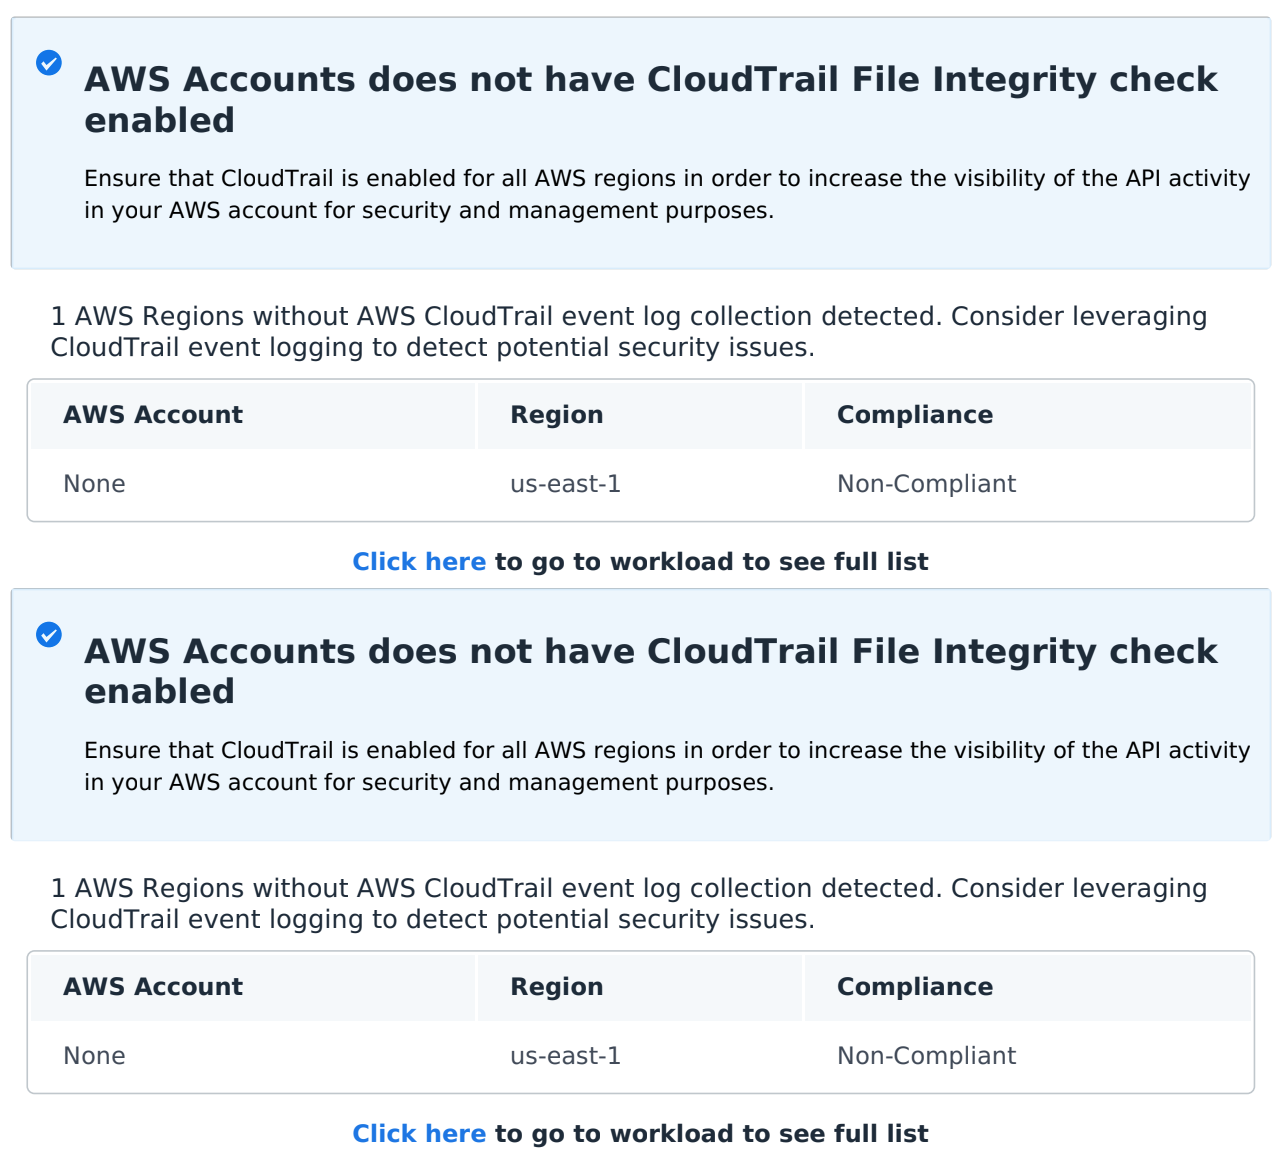 AWS Accounts does not have CloudTrail File Integrity check
enabled
Ensure that CloudTrail is enabled for all AWS regions in order to increase the visibility of the API activity
in your AWS account for security and management purposes.
1 AWS Regions without AWS CloudTrail event log collection detected. Consider leveraging
CloudTrail event logging to detect potential security issues.
AWS Account Region Compliance
None us-east-1 Non-Compliant
Click here to go to workload to see full list
AWS Accounts does not have CloudTrail File Integrity check
enabled
Ensure that CloudTrail is enabled for all AWS regions in order to increase the visibility of the API activity
in your AWS account for security and management purposes.
1 AWS Regions without AWS CloudTrail event log collection detected. Consider leveraging
CloudTrail event logging to detect potential security issues.
AWS Account Region Compliance
None us-east-1 Non-Compliant
Click here to go to workload to see full list